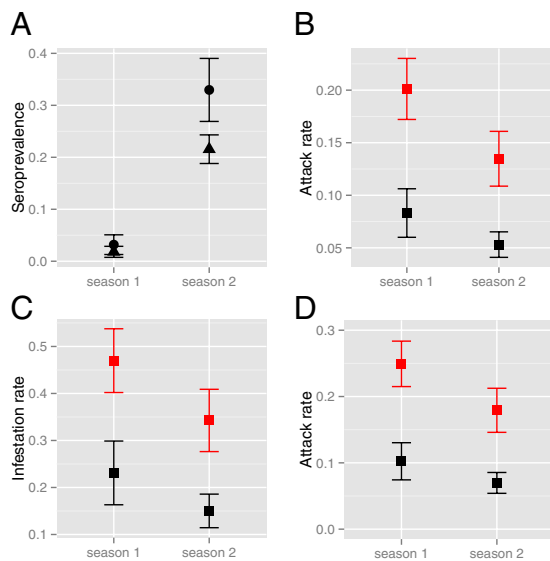 A
Seroprevalence
0.4
0.3
0.2
0.1
0.0
season 1 season 2
B
Attack rate
0.20
0.15
0.10
0.05
season 1 season 2
C
Infestation rate
0.5
0.4
0.3
0.2
0.1
season 1 season 2
D
Attack rate
0.3
0.2
0.1
0.0
season 1 season 2